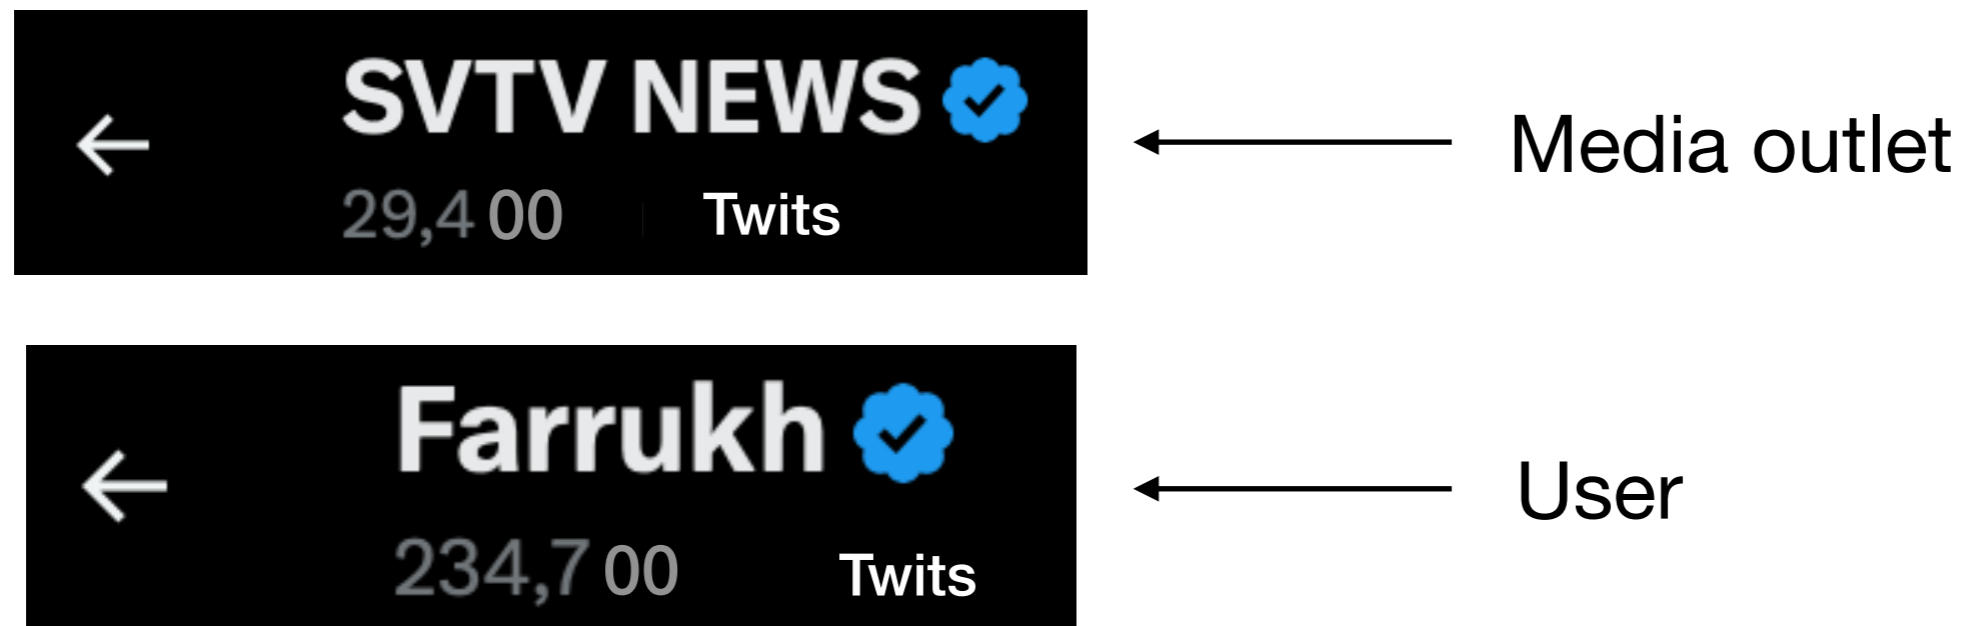 SVTV NEWS
29,4 00 Twits
Media outlet
Farrukh
234,7 00 Twits
User